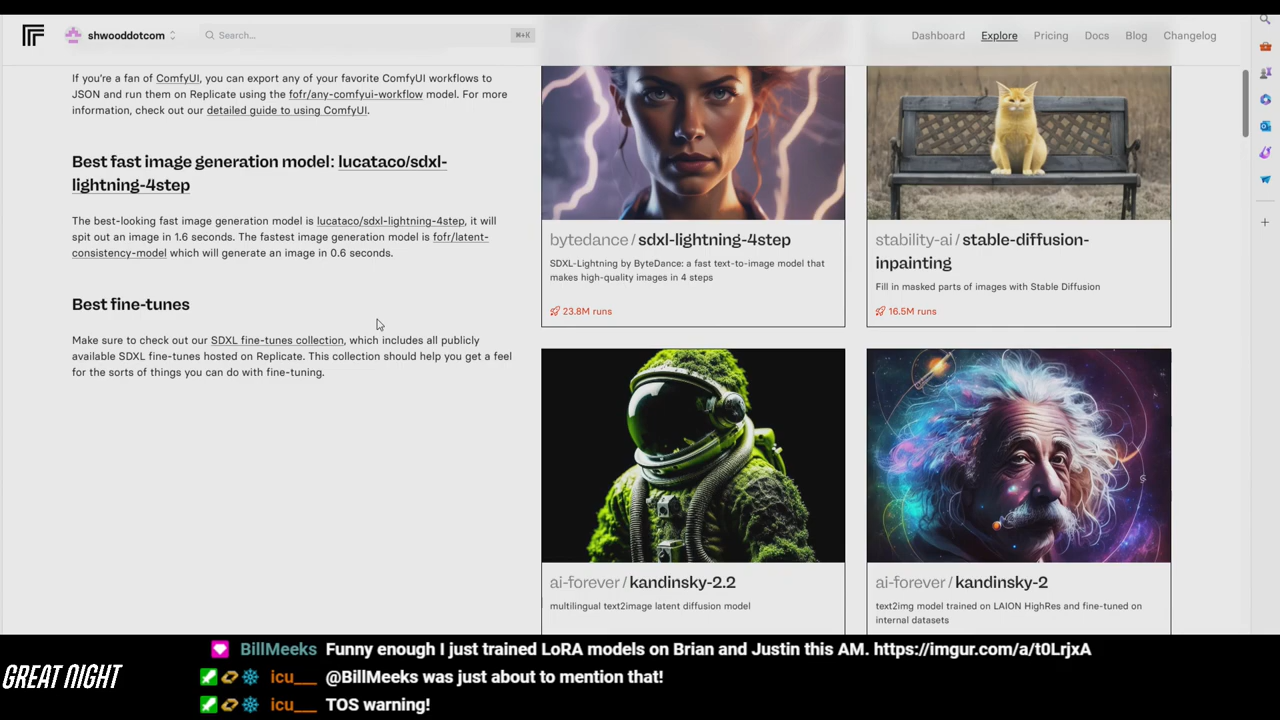 shwooddotcom
Search...
⌘+K
Dashboard
Explore
Pricing
Docs
Blog
Changelog
If you're a fan of ComfyUI, you can export any of your favorite ComfyUI workflows to
JSON and run them on Replicate using the fofr/any-comfyui-workflow model. For more
information, check out our detailed guide to using ComfyUI.
Best fast image generation model: lucataco/sdxl-
lightning-4step
The best-looking fast image generation model is lucataco/sdxl-lightning-4step, it will
spit out an image in 1.6 seconds. The fastest image generation model is fofr/latent-
consistency-model which will generate an image in 0.6 seconds.
Best fine-tunes
Make sure to check out our SDXL fine-tunes collection, which includes all publicly
available SDXL fine-tunes hosted on Replicate. This collection should help you get a feel
for the sorts of things you can do with fine-tuning.
bytedance / sdxl-lightning-4step
SDXL-Lightning by ByteDance: a fast text-to-image model that
makes high-quality images in 4 steps
23.8M runs
stability-ai / stable-diffusion-
inpainting
Fill in masked parts of images with Stable Diffusion
16.5M runs
ai-forever / kandinsky-2.2
multilingual text2image latent diffusion model
ai-forever / kandinsky-2
text2img model trained on LAION HighRes and fine-tuned on
internal datasets
GREAT NIGHT
BillMeeks Funny enough I just trained LoRA models on Brian and Justin this AM. https://imgur.com/a/t0LrjxA
icu___ @BillMeeks was just about to mention that!
icu___ TOS warning!